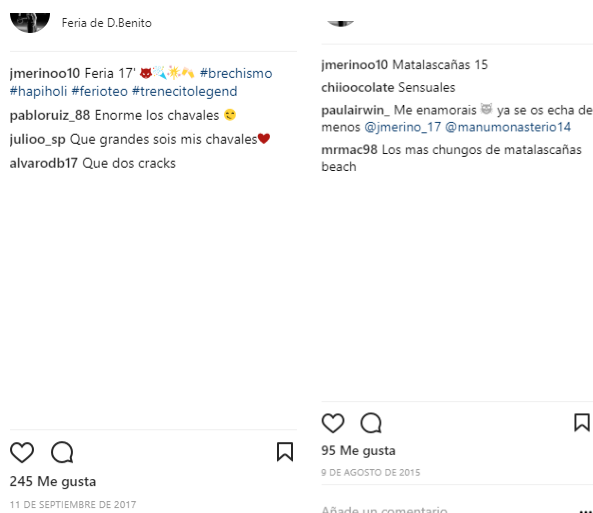 Feria de D.Benito
jmerinoo10 Feria 17' 👹🎊☀️🙌 #brechismo
#hapiholi #ferioteo #trenecitolegend
pabloruiz_88 Enorme los chavales 😉
julioo_sp Que grandes sois mis chavales❤
alvarodb17 Que dos cracks
245 Me gusta
11 DE SEPTIEMBRE DE 2017
jmerinoo10 Matalascañas 15
chiioocolate Sensuales
paulairwin_ Me enamorais 😻 ya se os echa de
menos @jmerino_17 @manumonasterio14
mrmac98 Los mas chungos de matalascañas
beach
95 Me gusta
9 DE AGOSTO DE 2015
Añade un comentario